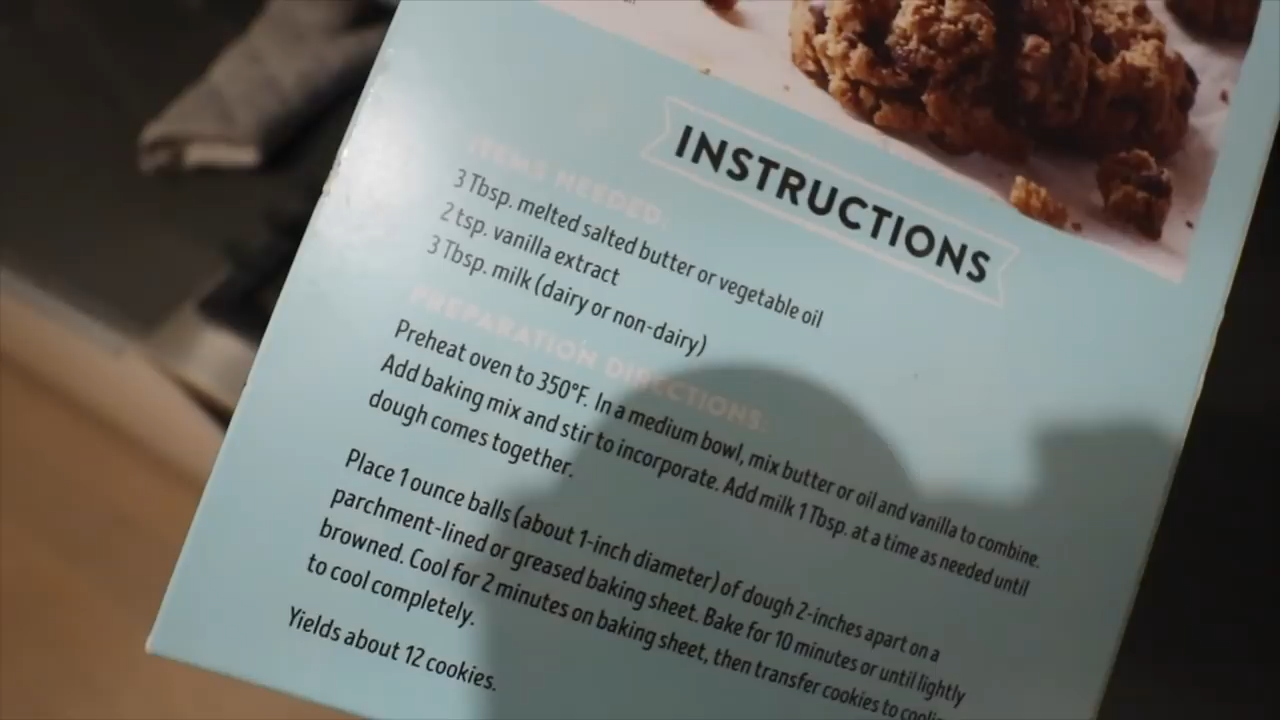 INSTRUCTIONS
ITEMS NEEDED:
3 Tbsp. melted salted butter or vegetable oil
2 tsp. vanilla extract
3 Tbsp. milk (dairy or non-dairy)
PREPARATION DIRECTIONS:
Preheat oven to 350°F. In a medium bowl, mix butter or oil and vanilla to combine.
Add baking mix and stir to incorporate. Add milk 1 Tbsp. at a time as needed until
dough comes together.
Place 1 ounce balls (about 1-inch diameter) of dough 2-inches apart on a
parchment-lined or greased baking sheet. Bake for 10 minutes or until lightly
browned. Cool for 2 minutes on baking sheet, then transfer cookies to
to cool completely.
Yields about 12 cookies.